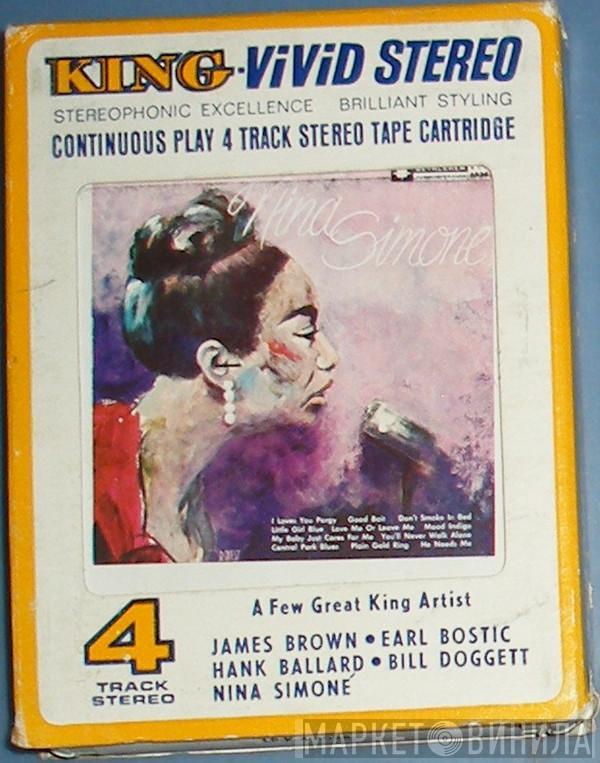 KING-ViViD STEREO
STEREOPHONIC EXCELLENCE BRILLIANT STYLING
CONTINUOUS PLAY 4 TRACK STEREO TAPE CARTRIDGE
BETHLEHEM
Nina Simone
I Loves You Porgy Good Bait Don't Smoke In Bed
Little Girl Blue Love Me Or Leave Me Mood Indigo
My Baby Just Cares For Me You'll Never Walk Alone
Central Park Blues Plain Gold Ring He Needs Me
A Few Great King Artist
4
TRACK
STEREO
JAMES BROWN • EARL BOSTIC
HANK BALLARD • BILL DOGGETT
NINA SIMONE
МАРКЕТ ВИНИЛА